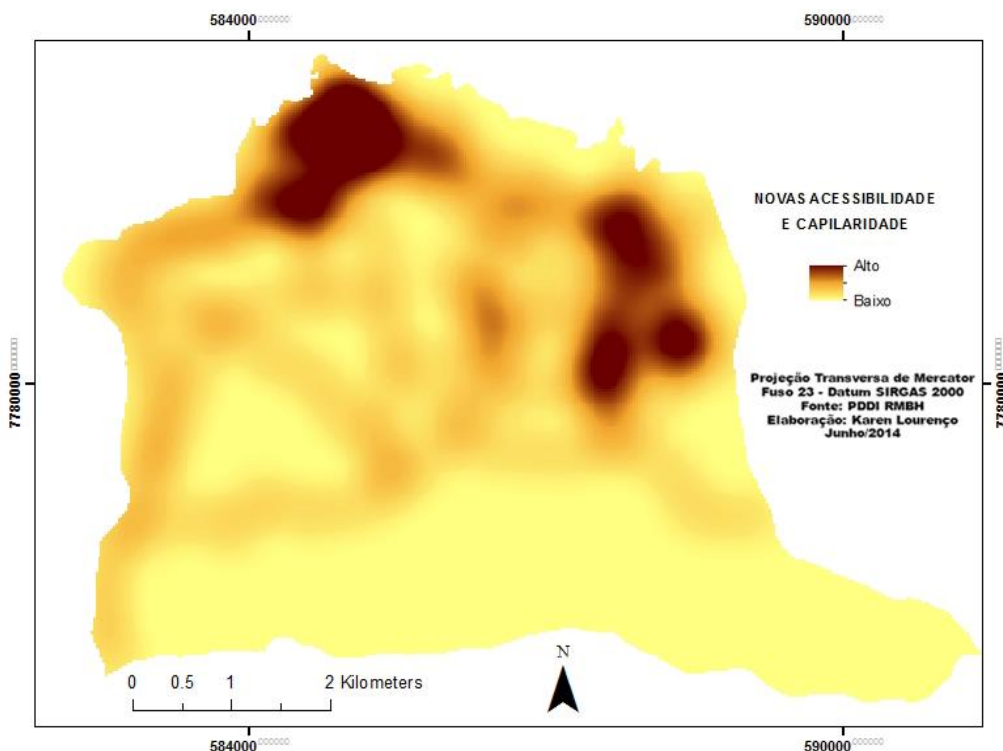 584000
590000
NOVAS ACESSIBILIDADE
E CAPILARIDADE
Alto
Baixo
7780000
7780000
Projeção Transversa de Mercator
Fuso 23 - Datum SIRGAS 2000
Fonte: PDDI RMBH
Elaboração: Karen Lourenço
Junho/2014
N
0 0.5 1 2 Kilometers
584000
590000